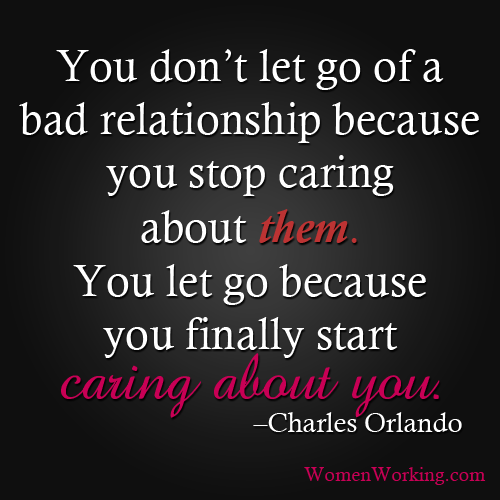 You don’t let go of a
bad relationship because
you stop caring
about them.
You let go because
you finally start
caring about you.
–Charles Orlando
WomenWorking.com